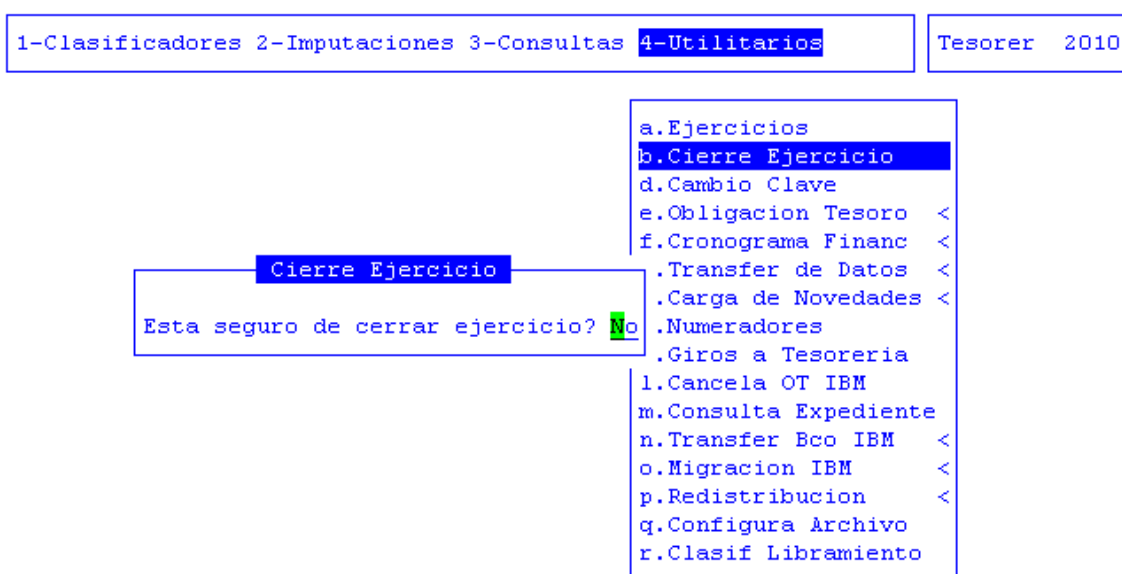 1-Clasificadores 2-Imputaciones 3-Consultas 4-Utilitarios
Tesorer 2010
a.Ejercicios
b.Cierre Ejercicio
d.Cambio Clave
e.Obligacion Tesoro <
f.Cronograma Financ <
.Transfer de Datos <
.Carga de Novedades <
.Numeradores
.Giros a Tesoreria
l.Cancela OT IBM
m.Consulta Expediente
n.Transfer Bco IBM <
o.Migracion IBM <
p.Redistribucion <
q.Configura Archivo
r.Clasif Libramiento
Cierre Ejercicio
Esta seguro de cerrar ejercicio? No